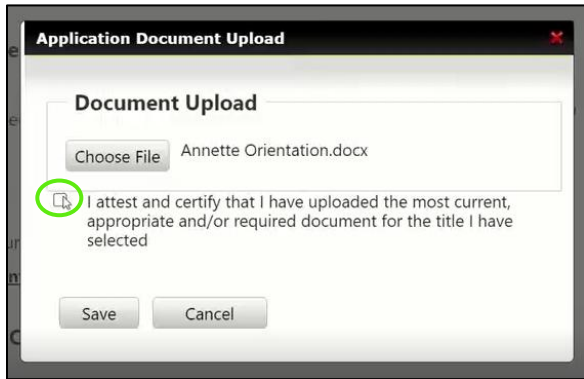 Application Document Upload
Document Upload
Choose File Annette Orientation.docx
I attest and certify that I have uploaded the most current,
appropriate and/or required document for the title I have
selected
Save Cancel